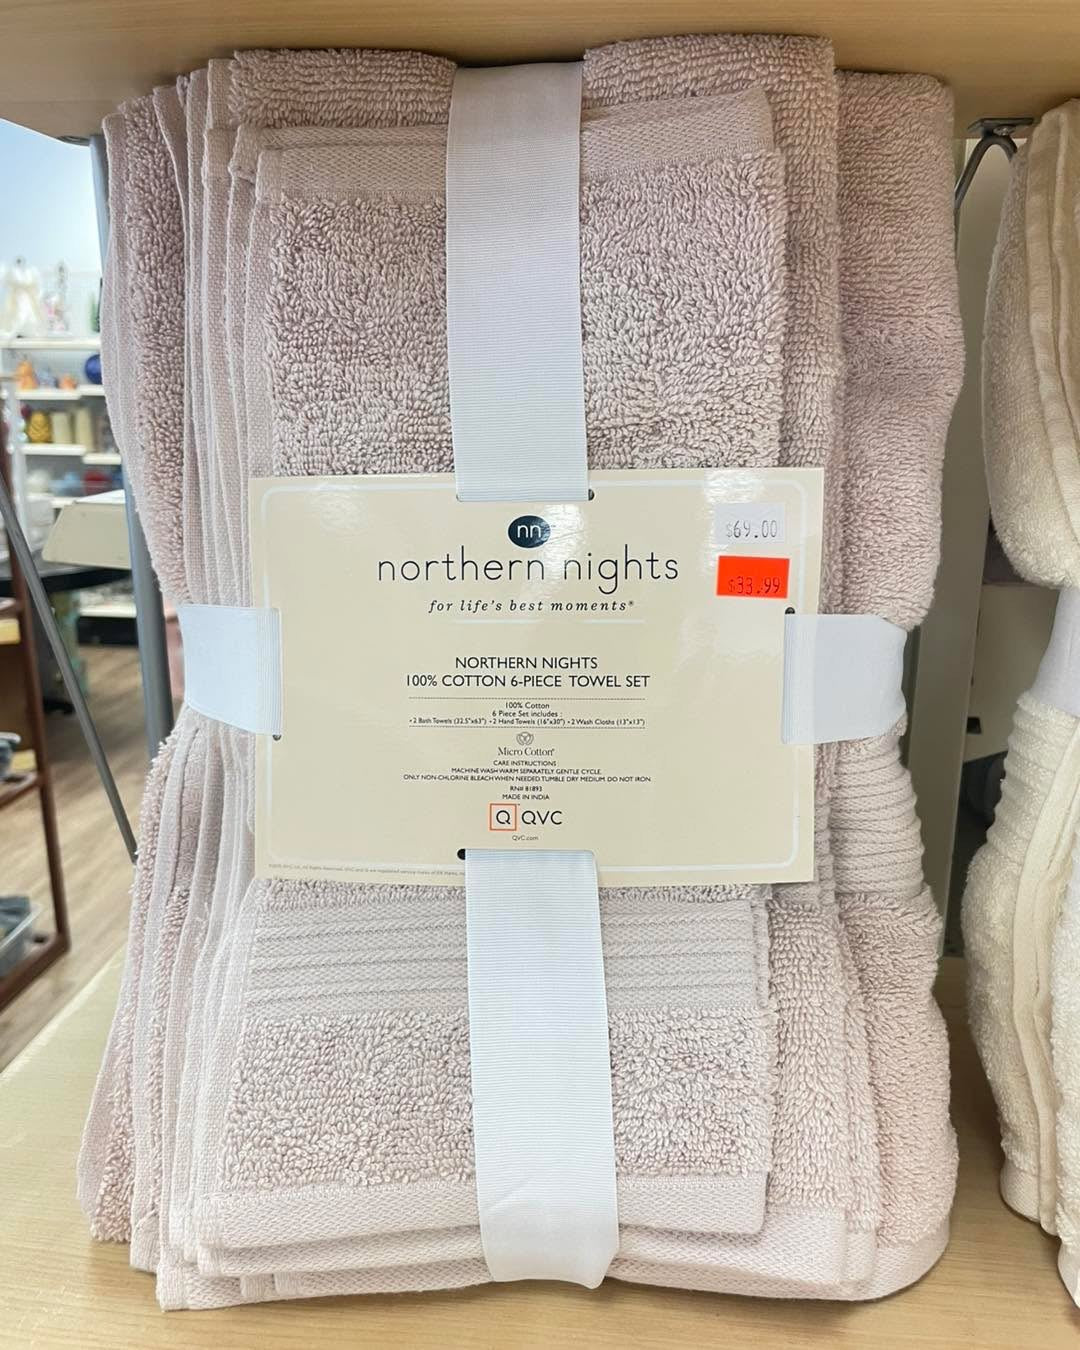 nn
$69.00
northern nights
$33.99
for life's best moments®
NORTHERN NIGHTS
100% COTTON 6-PIECE TOWEL SET
100% Cotton
6 Piece Set includes :
• 2 Bath Towels (32.5"x63") • 2 Hand Towels (16"x30") • 2 Wash Cloths (13"x13")
Micro Cotton®
CARE INSTRUCTIONS
MACHINE WASH WARM SEPARATELY GENTLE CYCLE.
ONLY NON-CHLORINE BLEACH WHEN NEEDED. TUMBLE DRY MEDIUM. DO NOT IRON
RN# 81893
MADE IN INDIA
Q QVC
QVC.com